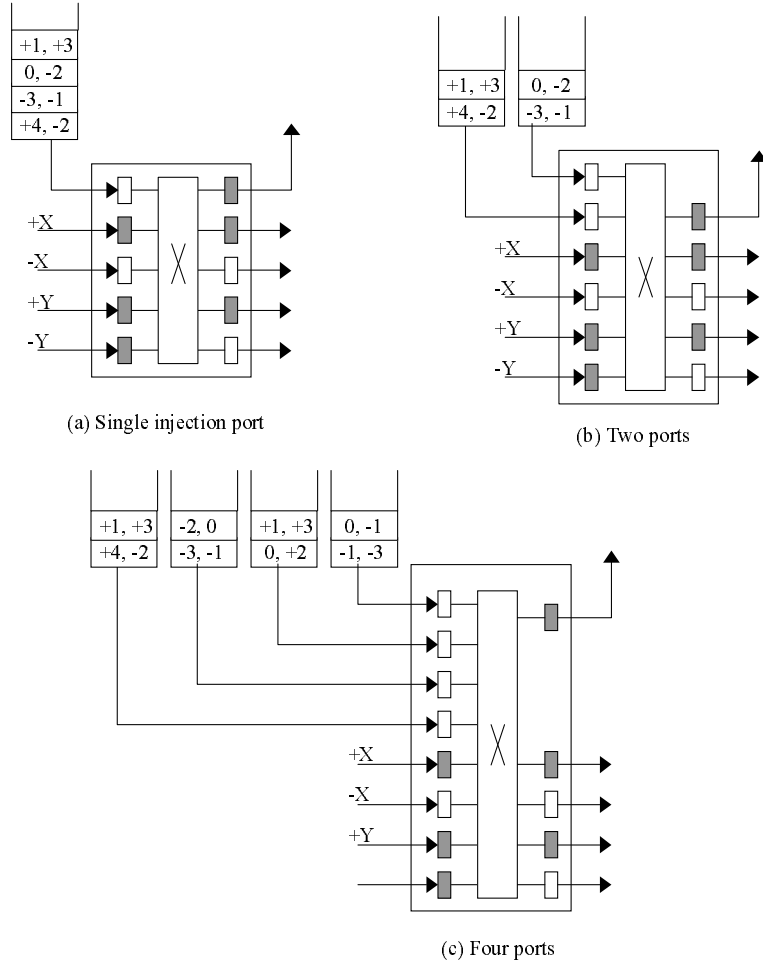 +1, +3
0, -2
-3, -1
+4, -2
+X
-X
+Y
-Y
(a) Single injection port
+1, +3
+4, -2
0, -2
-3, -1
+X
-X
+Y
-Y
(b) Two ports
+1, +3
+4, -2
-2, 0
-3, -1
+1, +3
0, +2
0, -1
-1, -3
+X
-X
+Y
(c) Four ports